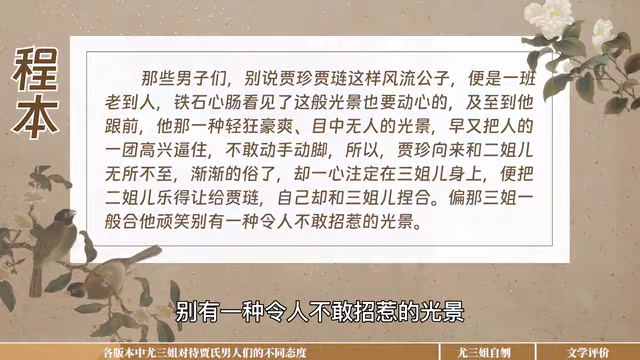 程本
那些男子们，别说贾珍贾琏这样风流公子，便是一班
老到人，铁石心肠看见了这般光景也要动心的，及至到他
跟前，他那一种轻狂豪爽、目中无人的光景，早又把人的
一团高兴逼住，不敢动手动脚，所以，贾珍向来和二姐儿
无所不至，渐渐的俗了，却一心注定在三姐儿身上，便把
二姐儿乐得让给贾琏，自己却和三姐儿捏合。偏那三姐一
般合他顽笑别有一种令人不敢招惹的光景。
别有一种令人不敢招惹的光景
各版本中尤三姐对待贾氏男人们的不同态度
尤三姐自刎
文学评价